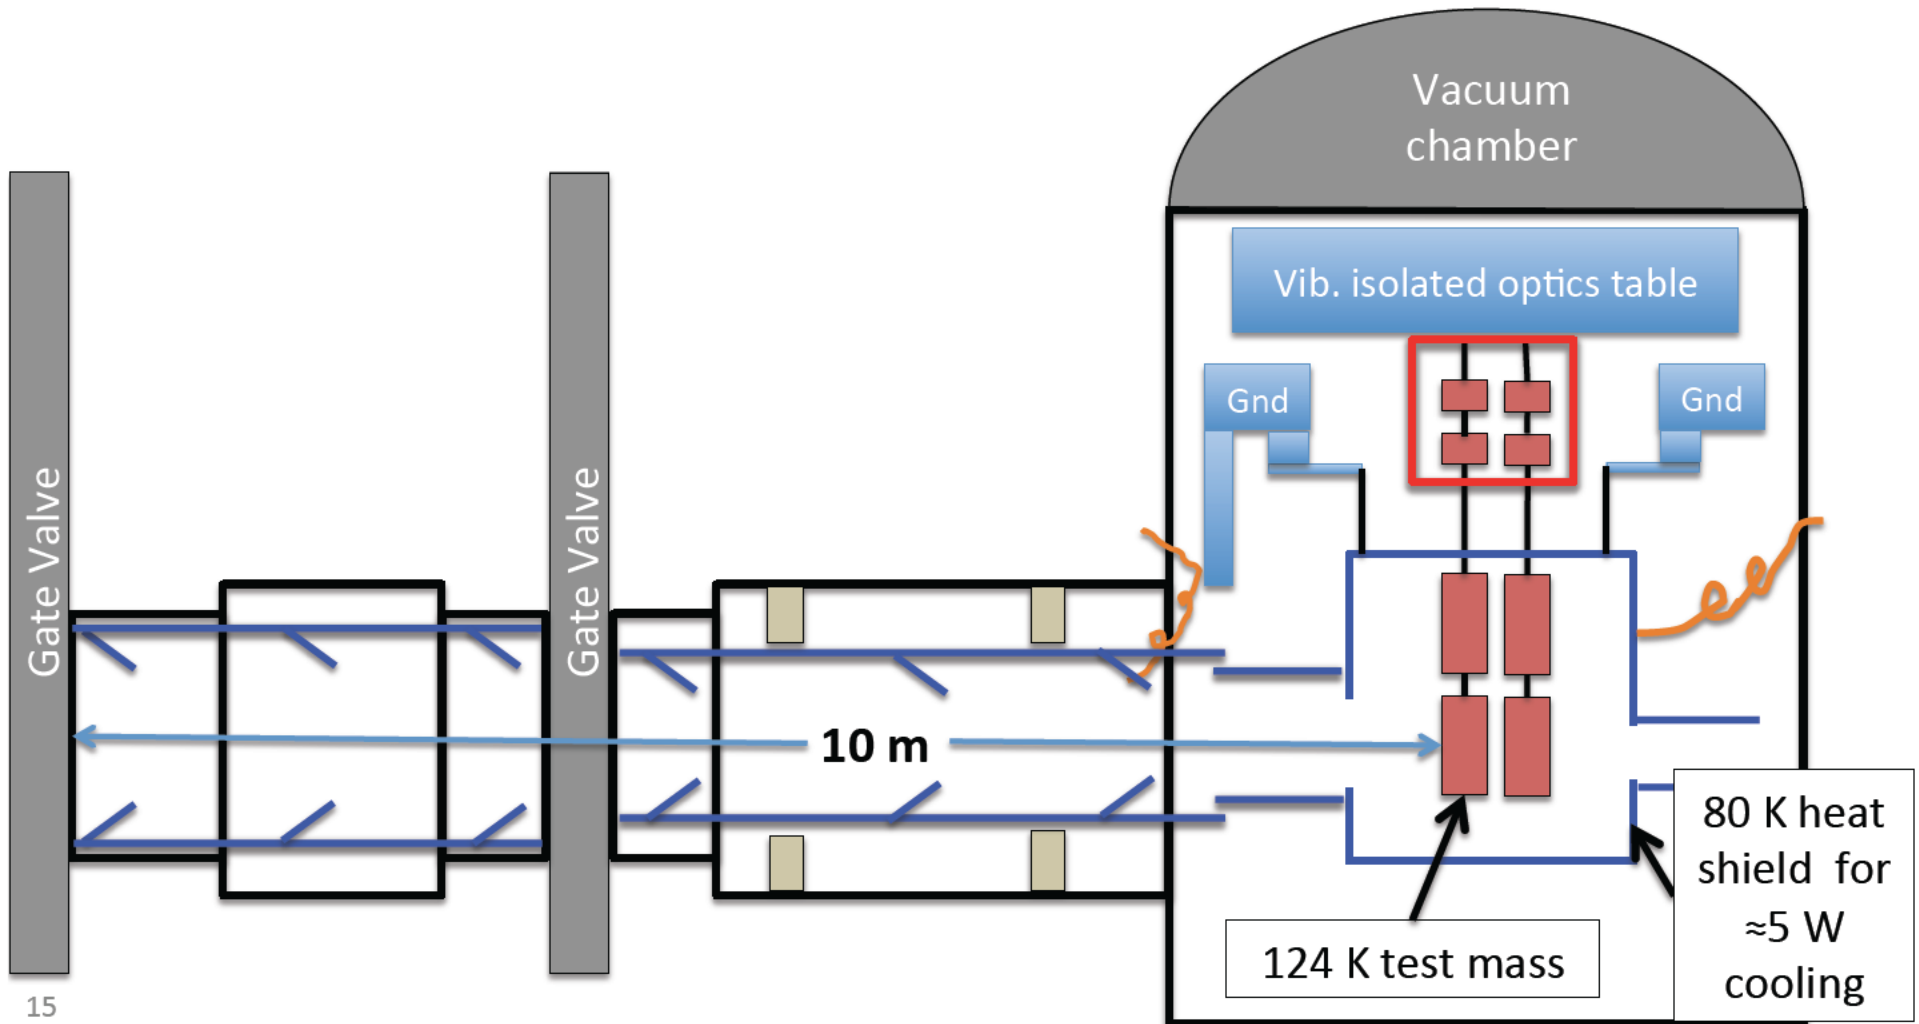 Vacuum
chamber
Vib. isolated optics table
Gnd
Gnd
Gate Valve
Gate Valve
10 m
80 K heat
shield for
≈5 W
cooling
124 K test mass
15